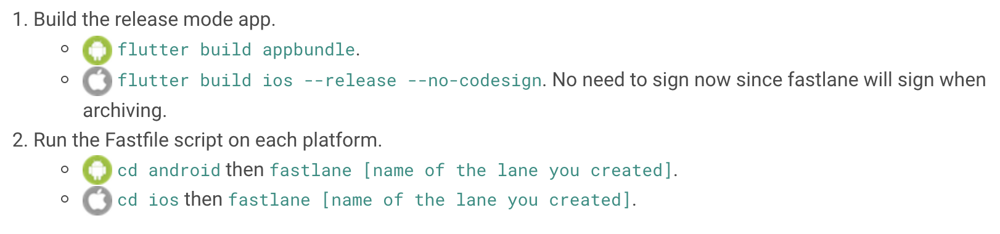 1. Build the release mode app.
flutter build appbundle.
flutter build ios --release --no-codesign. No need to sign now since fastlane will sign when
archiving.
2. Run the Fastfile script on each platform.
cd android then fastlane [name of the lane you created].
cd ios then fastlane [name of the lane you created].